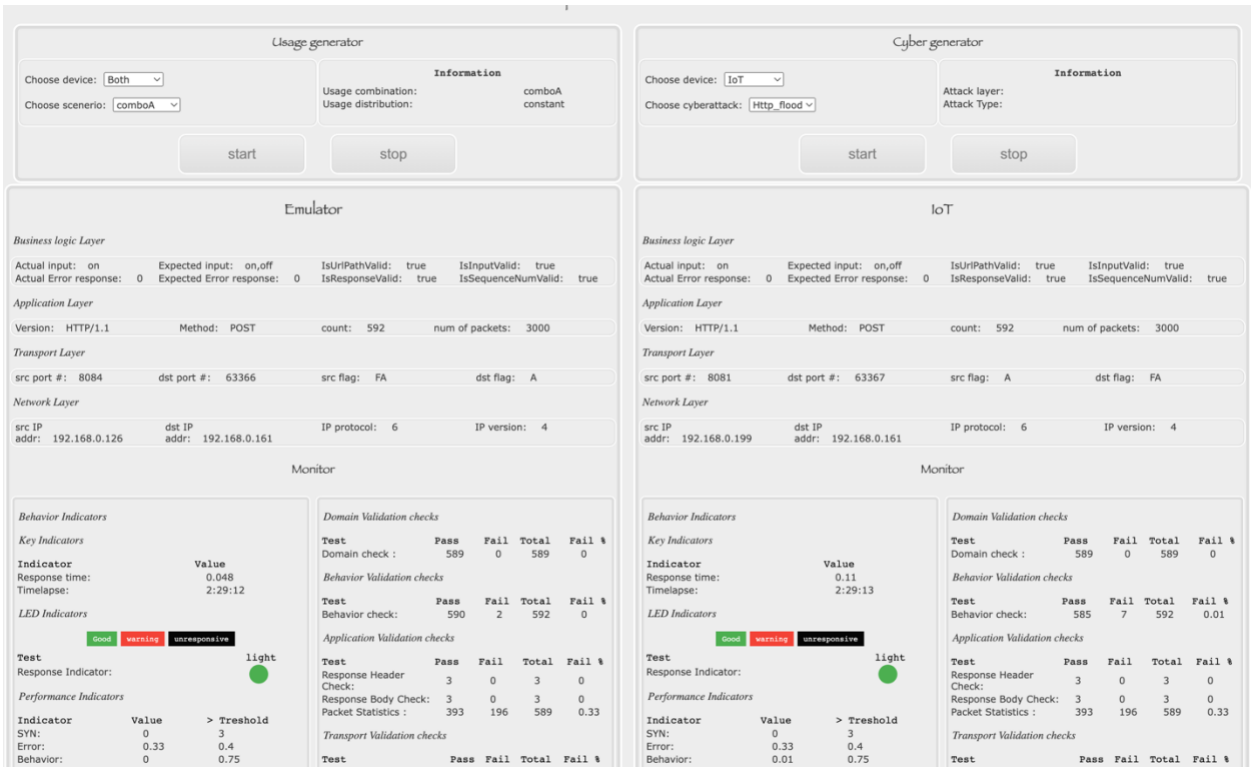 Usage generator
Choose device: Both
Choose scenerio: comboA
Information
Usage combination: comboA
Usage distribution: constant
start stop
Cyber generator
Choose device: IoT
Choose cyberattack: Http_flood
Information
Attack layer:
Attack Type:
start stop
Emulator
Business logic Layer
Actual input: on Expected input: on,off IsUrlPathValid: true IsInputValid: true
Actual Error response: 0 Expected Error response: 0 IsResponseValid: true IsSequenceNumValid: true
Application Layer
Version: HTTP/1.1 Method: POST count: 592 num of packets: 3000
Transport Layer
src port #: 8084 dst port #: 63366 src flag: FA dst flag: A
Network Layer
src IP dst IP IP protocol: 6 IP version: 4
addr: 192.168.0.126 addr: 192.168.0.161
Monitor
Behavior Indicators
Key Indicators
Indicator Value
Response time: 0.048
Timelapse: 2:29:12
LED Indicators
Good warning unresponsive
Test light
Response Indicator:
Performance Indicators
Indicator Value > Treshold
SYN: 0 3
Error: 0.33 0.4
Behavior: 0 0.75
Domain Validation checks
Test Pass Fail Total Fail %
Domain check : 589 0 589 0
Behavior Validation checks
Test Pass Fail Total Fail %
Behavior check: 590 2 592 0
Application Validation checks
Test Pass Fail Total Fail %
Response Header
Check: 3 0 3 0
Response Body Check: 3 0 3 0
Packet Statistics : 393 196 589 0.33
Transport Validation checks
Test Pass Fail Total Fail %
IoT
Business logic Layer
Actual input: on Expected input: on,off IsUrlPathValid: true IsInputValid: true
Actual Error response: 0 Expected Error response: 0 IsResponseValid: true IsSequenceNumValid: true
Application Layer
Version: HTTP/1.1 Method: POST count: 592 num of packets: 3000
Transport Layer
src port #: 8081 dst port #: 63367 src flag: A dst flag: FA
Network Layer
src IP dst IP IP protocol: 6 IP version: 4
addr: 192.168.0.199 addr: 192.168.0.161
Monitor
Behavior Indicators
Key Indicators
Indicator Value
Response time: 0.11
Timelapse: 2:29:13
LED Indicators
Good warning unresponsive
Test light
Response Indicator:
Performance Indicators
Indicator Value > Treshold
SYN: 0 3
Error: 0.33 0.4
Behavior: 0.01 0.75
Domain Validation checks
Test Pass Fail Total Fail %
Domain check : 589 0 589 0
Behavior Validation checks
Test Pass Fail Total Fail %
Behavior check: 585 7 592 0.01
Application Validation checks
Test Pass Fail Total Fail %
Response Header
Check: 3 0 3 0
Response Body Check: 3 0 3 0
Packet Statistics : 393 196 589 0.33
Transport Validation checks
Test Pass Fail Total Fail %